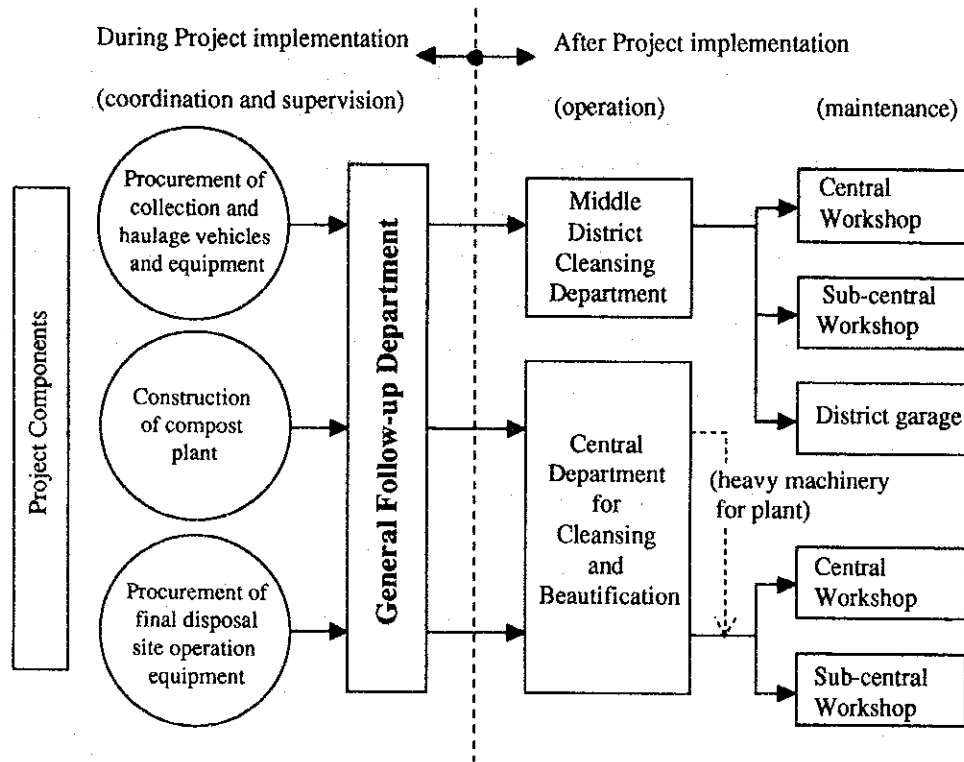 During Project implementation
After Project implementation
(coordination and supervision)
(operation)
(maintenance)
Project Components
Procurement of
collection and
haulage vehicles
and equipment
Construction
of compost
plant
Procurement of
final disposal
site operation
equipment
General Follow-up Department
Middle
District
Cleansing
Department
Central
Department
for
Cleansing
and
Beautification
Central
Workshop
Sub-central
Workshop
District garage
(heavy machinery
for plant)
Central
Workshop
Sub-central
Workshop